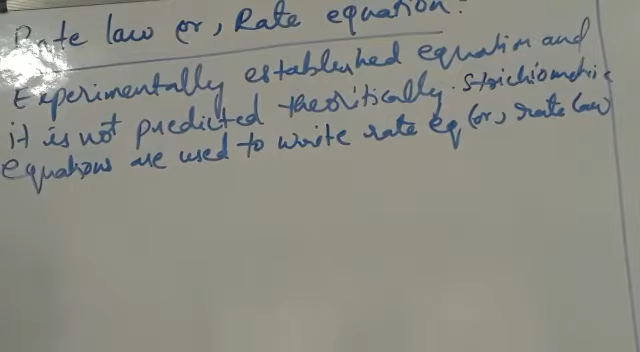 Rate law or, Rate equation:
Experimentally established equation and
it is not predicted theoritically. Stoichiometric
equations are used to write rate eq (or, rate law